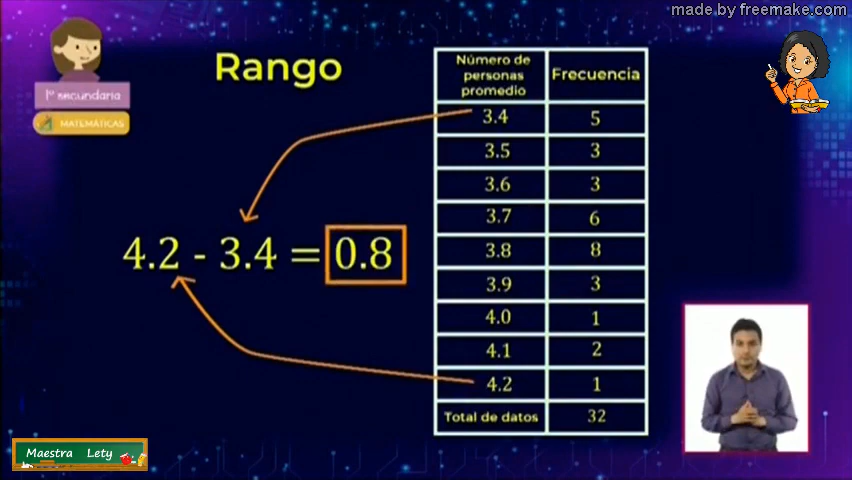 made by freemake.com
Rango
1° secundaria
MATEMÁTICAS
Número de
personas
promedio
Frecuencia
3.4 5
3.5 3
3.6 3
3.7 6
3.8 8
3.9 3
4.0 1
4.1 2
4.2 1
Total de datos 32
4.2 - 3.4 = 0.8
Maestra Lety